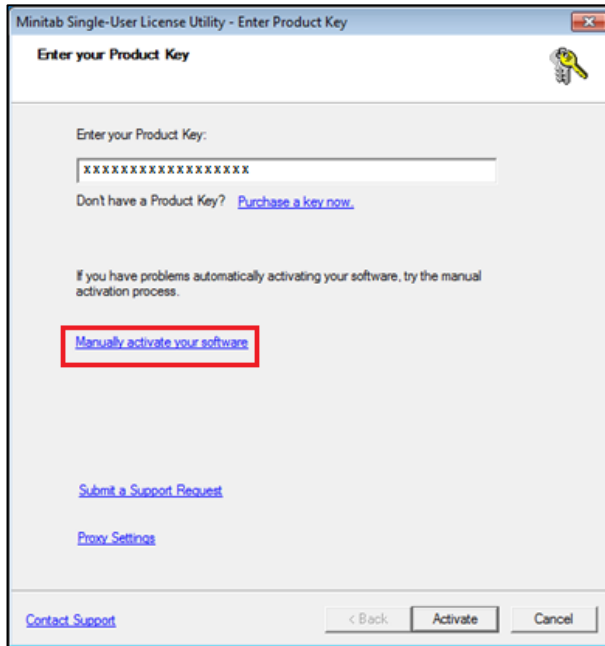 Minitab Single-User License Utility - Enter Product Key
Enter your Product Key
Enter your Product Key:
xxxxxxxxxxxxxxxxxx
Don't have a Product Key? Purchase a key now.
If you have problems automatically activating your software, try the manual
activation process.
Manually activate your software
Submit a Support Request
Proxy Settings
Contact Support
< Back
Activate
Cancel